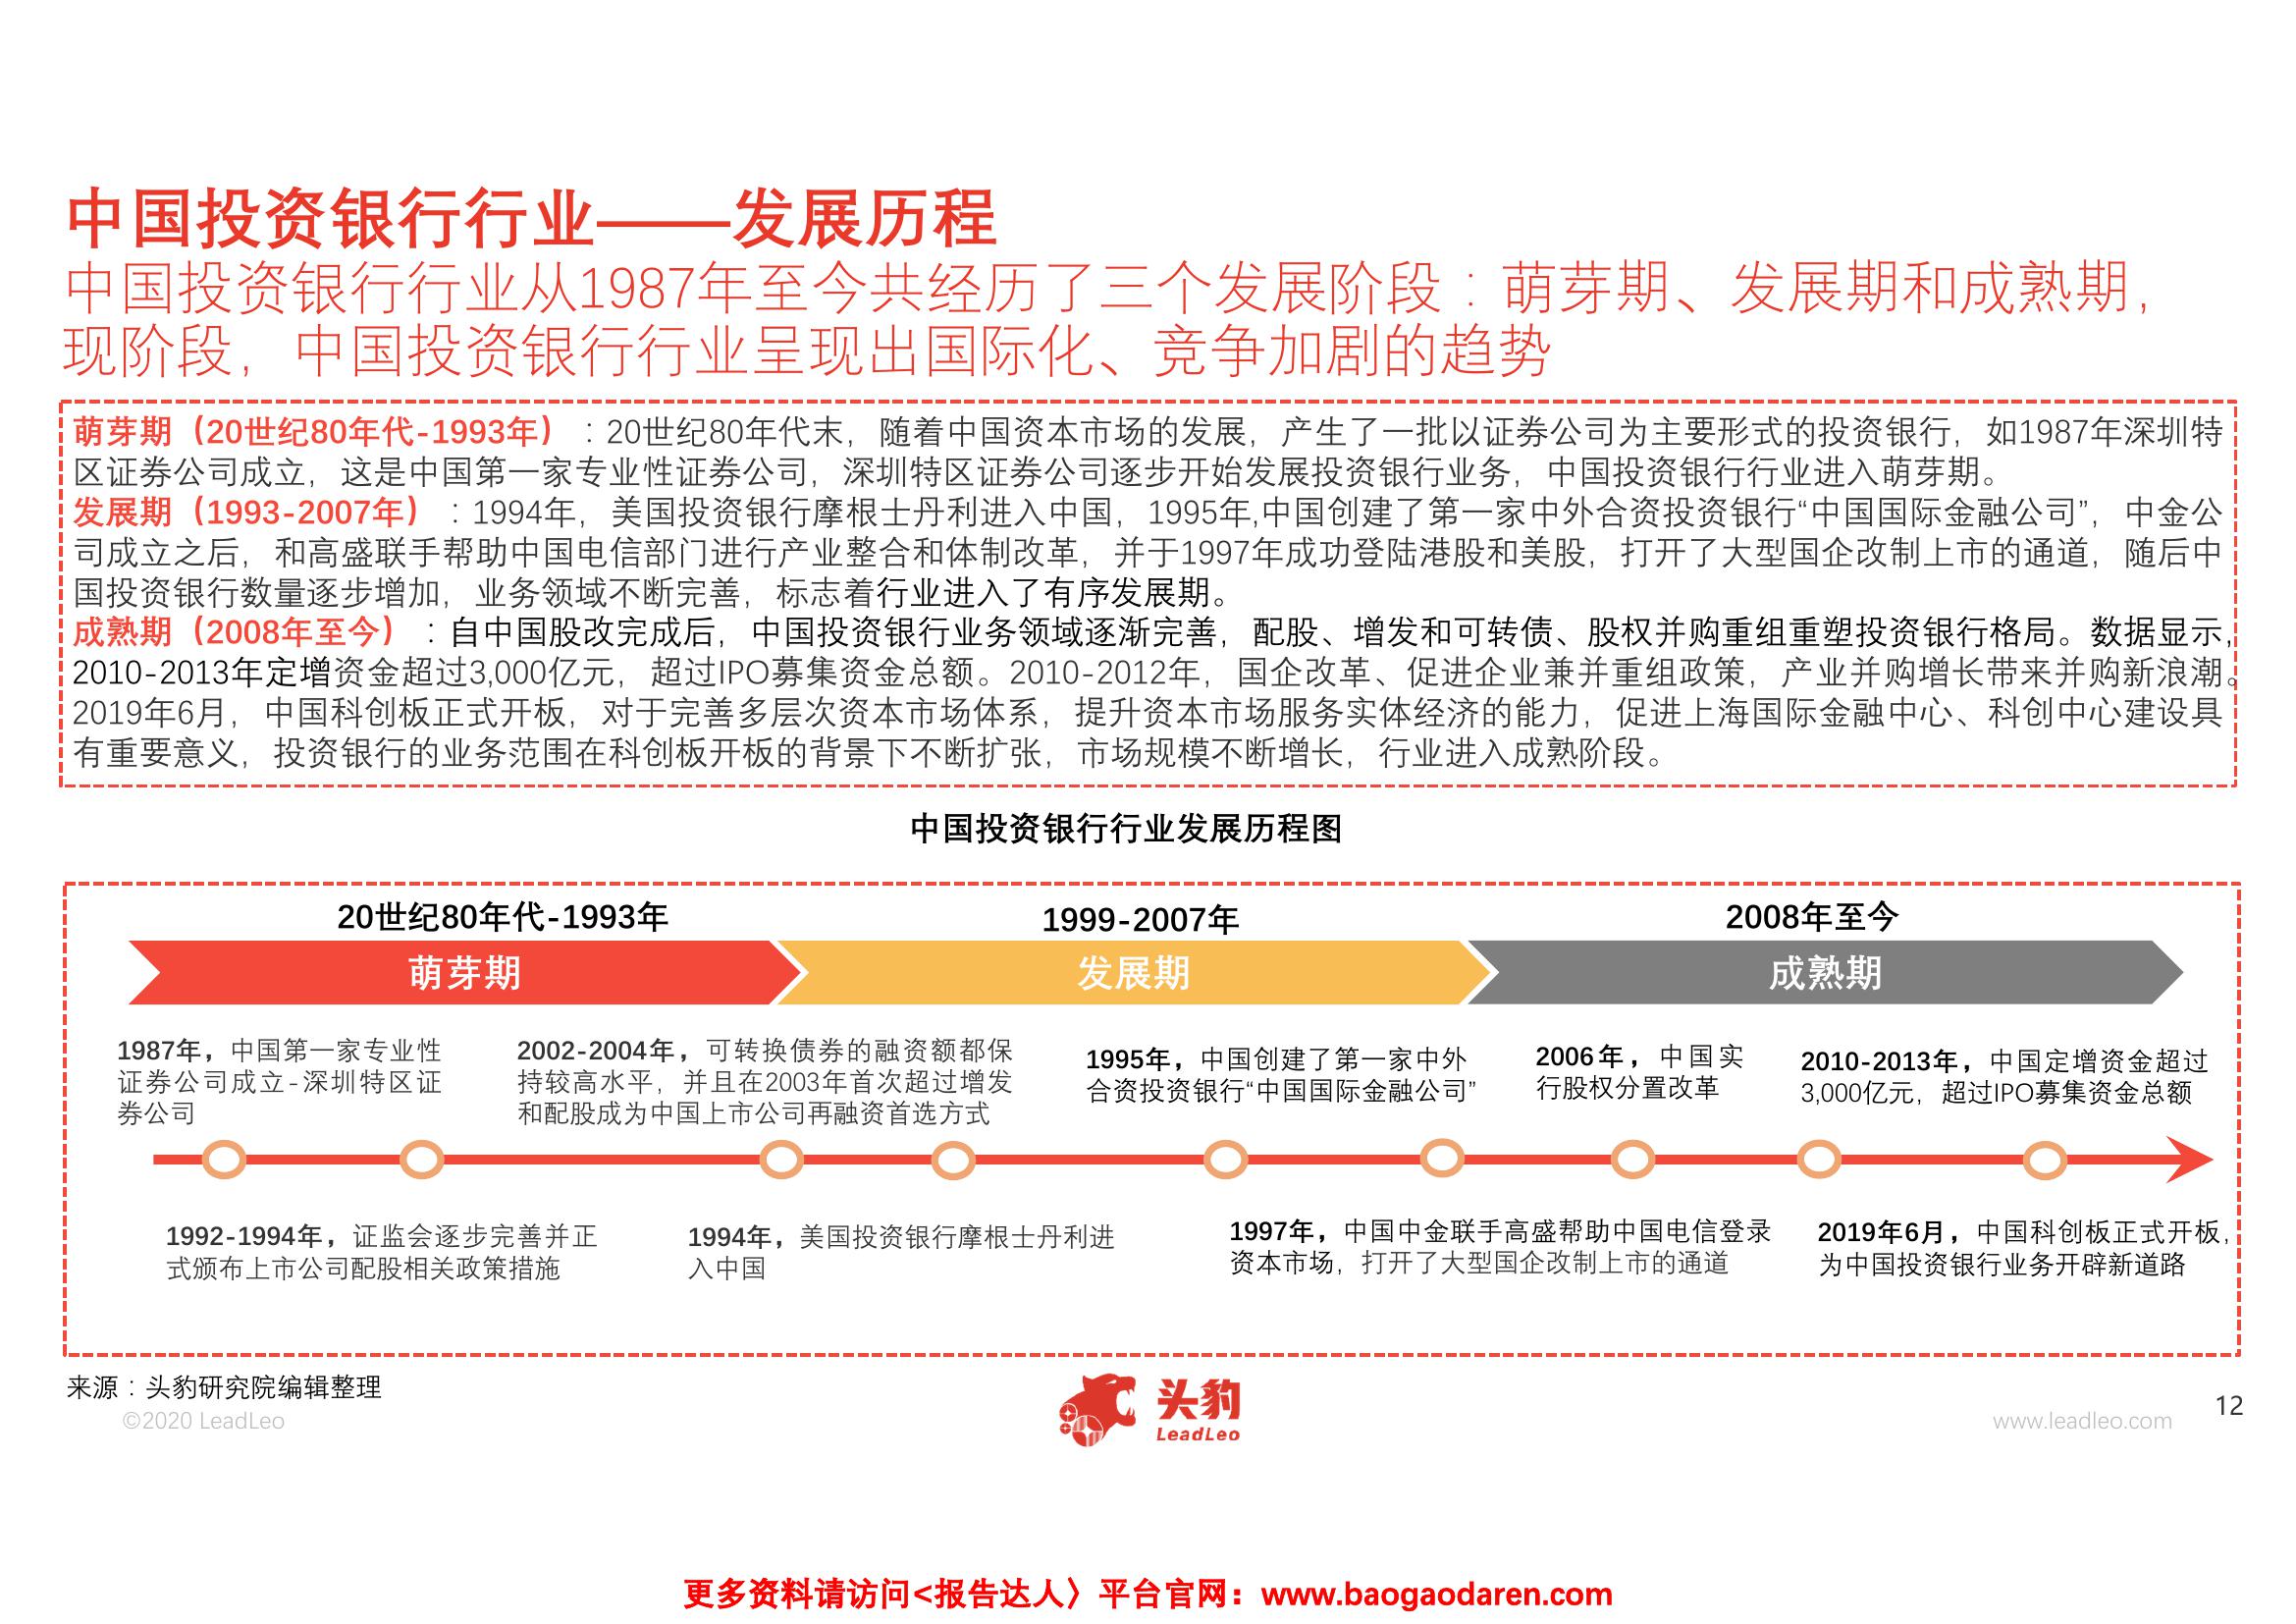 中国投资银行行业——发展历程
中国投资银行行业从1987年至今共经历了三个发展阶段：萌芽期、发展期和成熟期，
现阶段，中国投资银行行业呈现出国际化、竞争加剧的趋势
萌芽期（20世纪80年代-1993年）：20世纪80年代末，随着中国资本市场的发展，产生了一批以证券公司为主要形式的投资银行，如1987年深圳特
区证券公司成立，这是中国第一家专业性证券公司，深圳特区证券公司逐步开始发展投资银行业务，中国投资银行行业进入萌芽期。
发展期（1993-2007年）：1994年，美国投资银行摩根士丹利进入中国，1995年,中国创建了第一家中外合资投资银行“中国国际金融公司”，中金公
司成立之后，和高盛联手帮助中国电信部门进行产业整合和体制改革，并于1997年成功登陆港股和美股，打开了大型国企改制上市的通道，随后中
国投资银行数量逐步增加，业务领域不断完善，标志着行业进入了有序发展期。
成熟期（2008年至今）：自中国股改完成后，中国投资银行业务领域逐渐完善，配股、增发和可转债、股权并购重组重塑投资银行格局。数据显示，
2010-2013年定增资金超过3,000亿元，超过IPO募集资金总额。2010-2012年，国企改革、促进企业兼并重组政策，产业并购增长带来并购新浪潮。
2019年6月，中国科创板正式开板，对于完善多层次资本市场体系，提升资本市场服务实体经济的能力，促进上海国际金融中心、科创中心建设具
有重要意义，投资银行的业务范围在科创板开板的背景下不断扩张，市场规模不断增长，行业进入成熟阶段。
中国投资银行行业发展历程图
20世纪80年代-1993年
1999-2007年
2008年至今
萌芽期
发展期
成熟期
1987年，中国第一家专业性
证券公司成立-深圳特区证
券公司
2002-2004年，可转换债券的融资额都保
持较高水平，并且在2003年首次超过增发
和配股成为中国上市公司再融资首选方式
1995年，中国创建了第一家中外
合资投资银行“中国国际金融公司”
2006年，中国实
行股权分置改革
2010-2013年，中国定增资金超过
3,000亿元，超过IPO募集资金总额
1992-1994年，证监会逐步完善并正
式颁布上市公司配股相关政策措施
1994年，美国投资银行摩根士丹利进
入中国
1997年，中国中金联手高盛帮助中国电信登录
资本市场，打开了大型国企改制上市的通道
2019年6月，中国科创板正式开板，
为中国投资银行业务开辟新道路
来源：头豹研究院编辑整理
©2020 LeadLeo
头豹
LeadLeo
www.leadleo.com
12
更多资料请访问<报告达人〉平台官网：www.baogaodaren.com